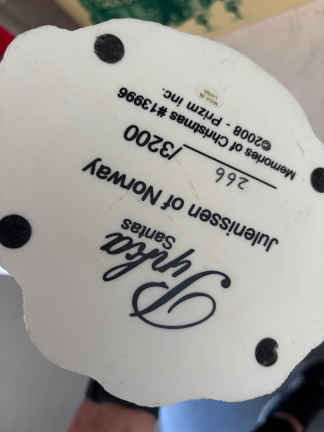 Pipka
Santas
Julenissen of Norway
266 /3200
Memories of Christmas #13996
©2008 - Prizm Inc.